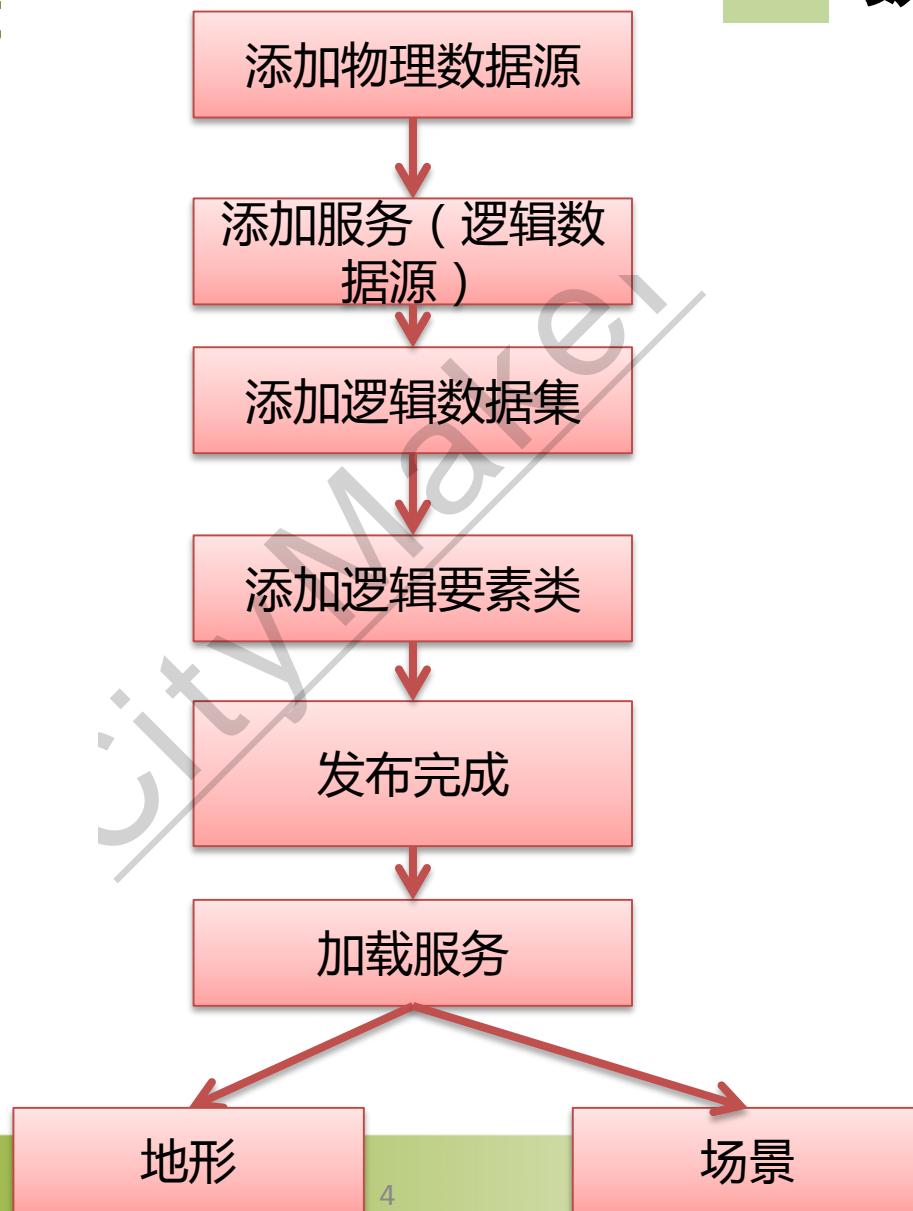 添加物理数据源
添加服务（逻辑数
据源）
添加逻辑数据集
添加逻辑要素类
发布完成
加载服务
地形
场景
4
CityMaker